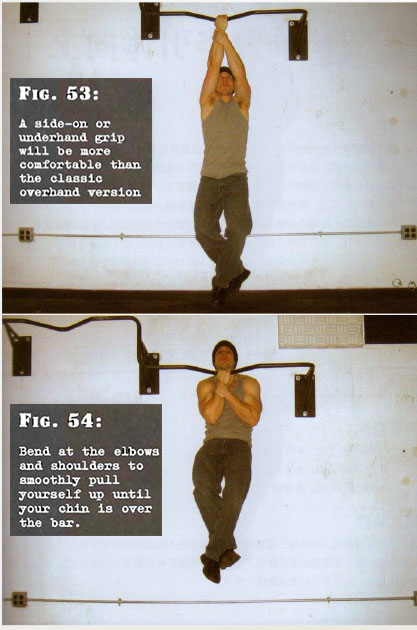 FIG. 53:
A side-on or
underhand grip
will be more
comfortable than
the classic
overhand version
FIG. 54:
Bend at the elbows
and shoulders to
smoothly pull
yourself up until
your chin is over
the bar.